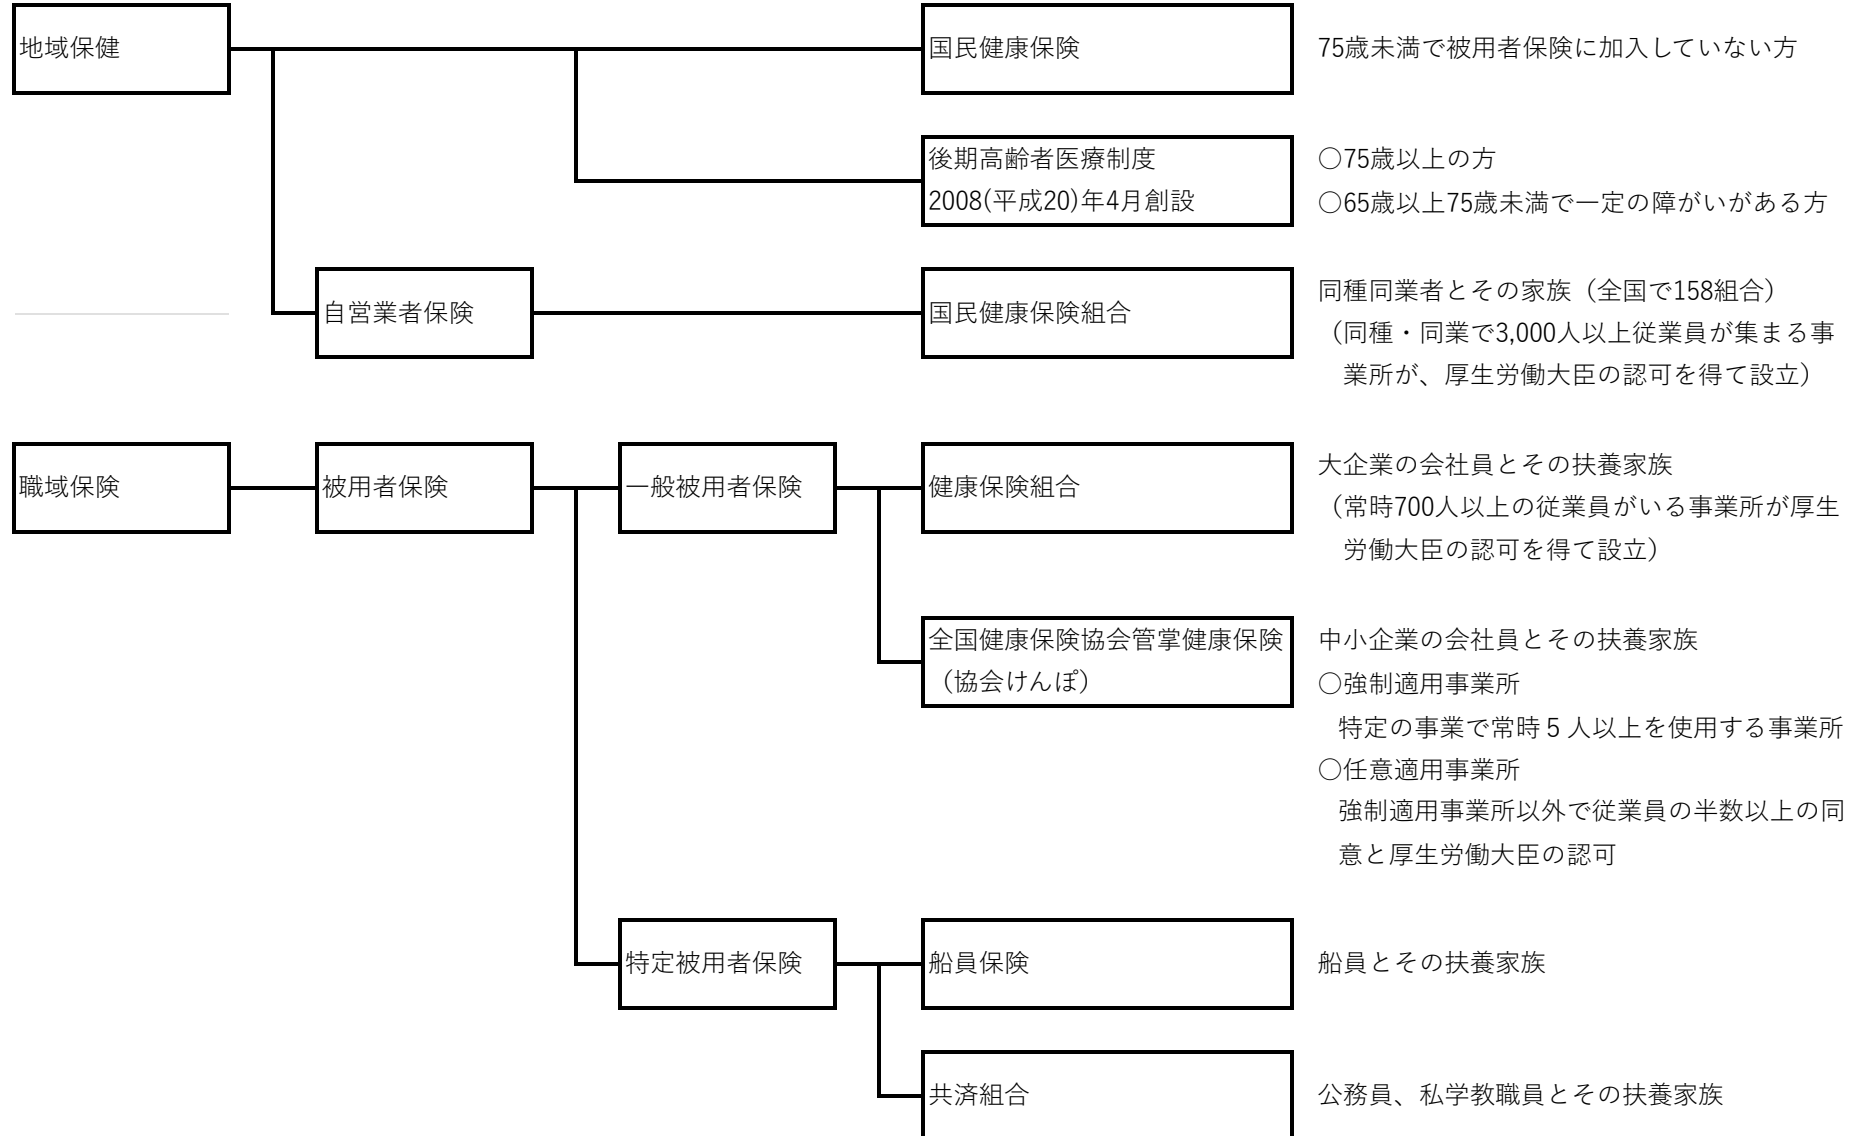 地域保健
国民健康保険
75歳未満で被用者保険に加入していない方
後期高齢者医療制度
2008(平成20)年4月創設
○75歳以上の方
○65歳以上75歳未満で一定の障がいがある方
自営業者保険
国民健康保険組合
同種同業者とその家族（全国で158組合）
（同種・同業で3,000人以上従業員が集まる事
業所が、厚生労働大臣の認可を得て設立）
職域保険
被用者保険
一般被用者保険
健康保険組合
大企業の会社員とその扶養家族
（常時700人以上の従業員がいる事業所が厚生
労働大臣の認可を得て設立）
全国健康保険協会管掌健康保険
（協会けんぽ）
中小企業の会社員とその扶養家族
○強制適用事業所
特定の事業で常時５人以上を使用する事業所
○任意適用事業所
強制適用事業所以外で従業員の半数以上の同
意と厚生労働大臣の認可
特定被用者保険
船員保険
船員とその扶養家族
共済組合
公務員、私学教職員とその扶養家族